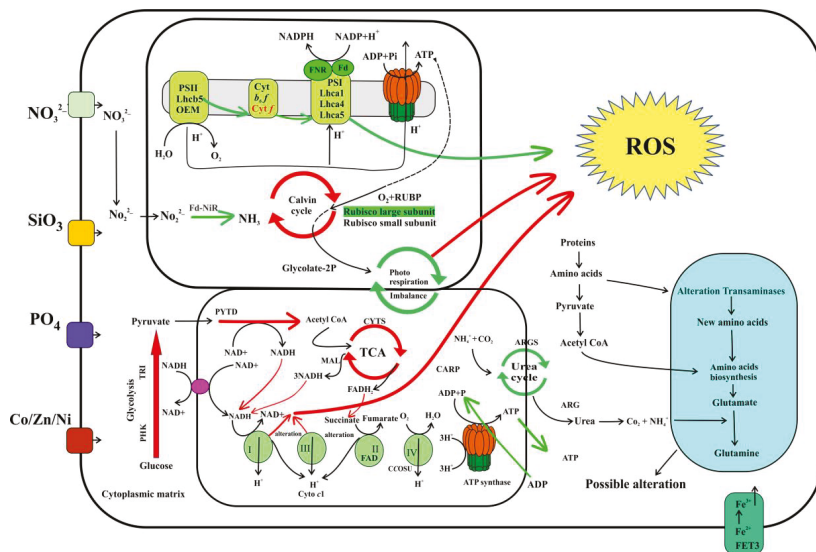 NADPH
NADP+H⁺
FNR
Fd
ADP+Pi
ATP
PSII
Lhcb5
OEM
Cyt
b₆f
Cyt f
PSI
Lhca1
Lhca4
Lhca5
H⁺
H⁺
H⁺
H₂O
O₂
NO₃²⁻
NO₃²⁻
ROS
SiO₃
No₂²⁻
No₂²⁻
Fd-NiR
NH₃
Calvin
cycle
O₂+RUBP
Rubisco large subunit
Rubisco small subunit
Glycolate-2P
Photo
respiration
Imbalance
Proteins
Amino acids
Pyruvate
Acetyl CoA
Alteration Transaminases
New amino acids
Amino acids
biosynthesis
Glutamate
Glutamine
PO₄
Pyruvate
PYTD
Acetyl CoA
CYTS
TCA
MAL
3NADH
FADH₂
NAD+
NADH
NADH
NAD+
NAD+
Glycolysis
TRI
PHK
Glucose
Cytoplasmic matrix
Co/Zn/Ni
NADH
NAD+
alteration
Succinate
alteration
Fumarate
O₂
H₂O
I
III
II
FAD
IV
CCOSU
H⁺
H⁺
H⁺
Cyto c1
NH₄⁺+CO₂
ARGS
Urea
cycle
CARP
ADP+P
ATP
3H⁺
3H⁺
ATP synthase
ADP
ATP
ARG
Urea
Co₂ + NH₄⁺
Possible alteration
Fe³⁺
Fe²⁺
FET3